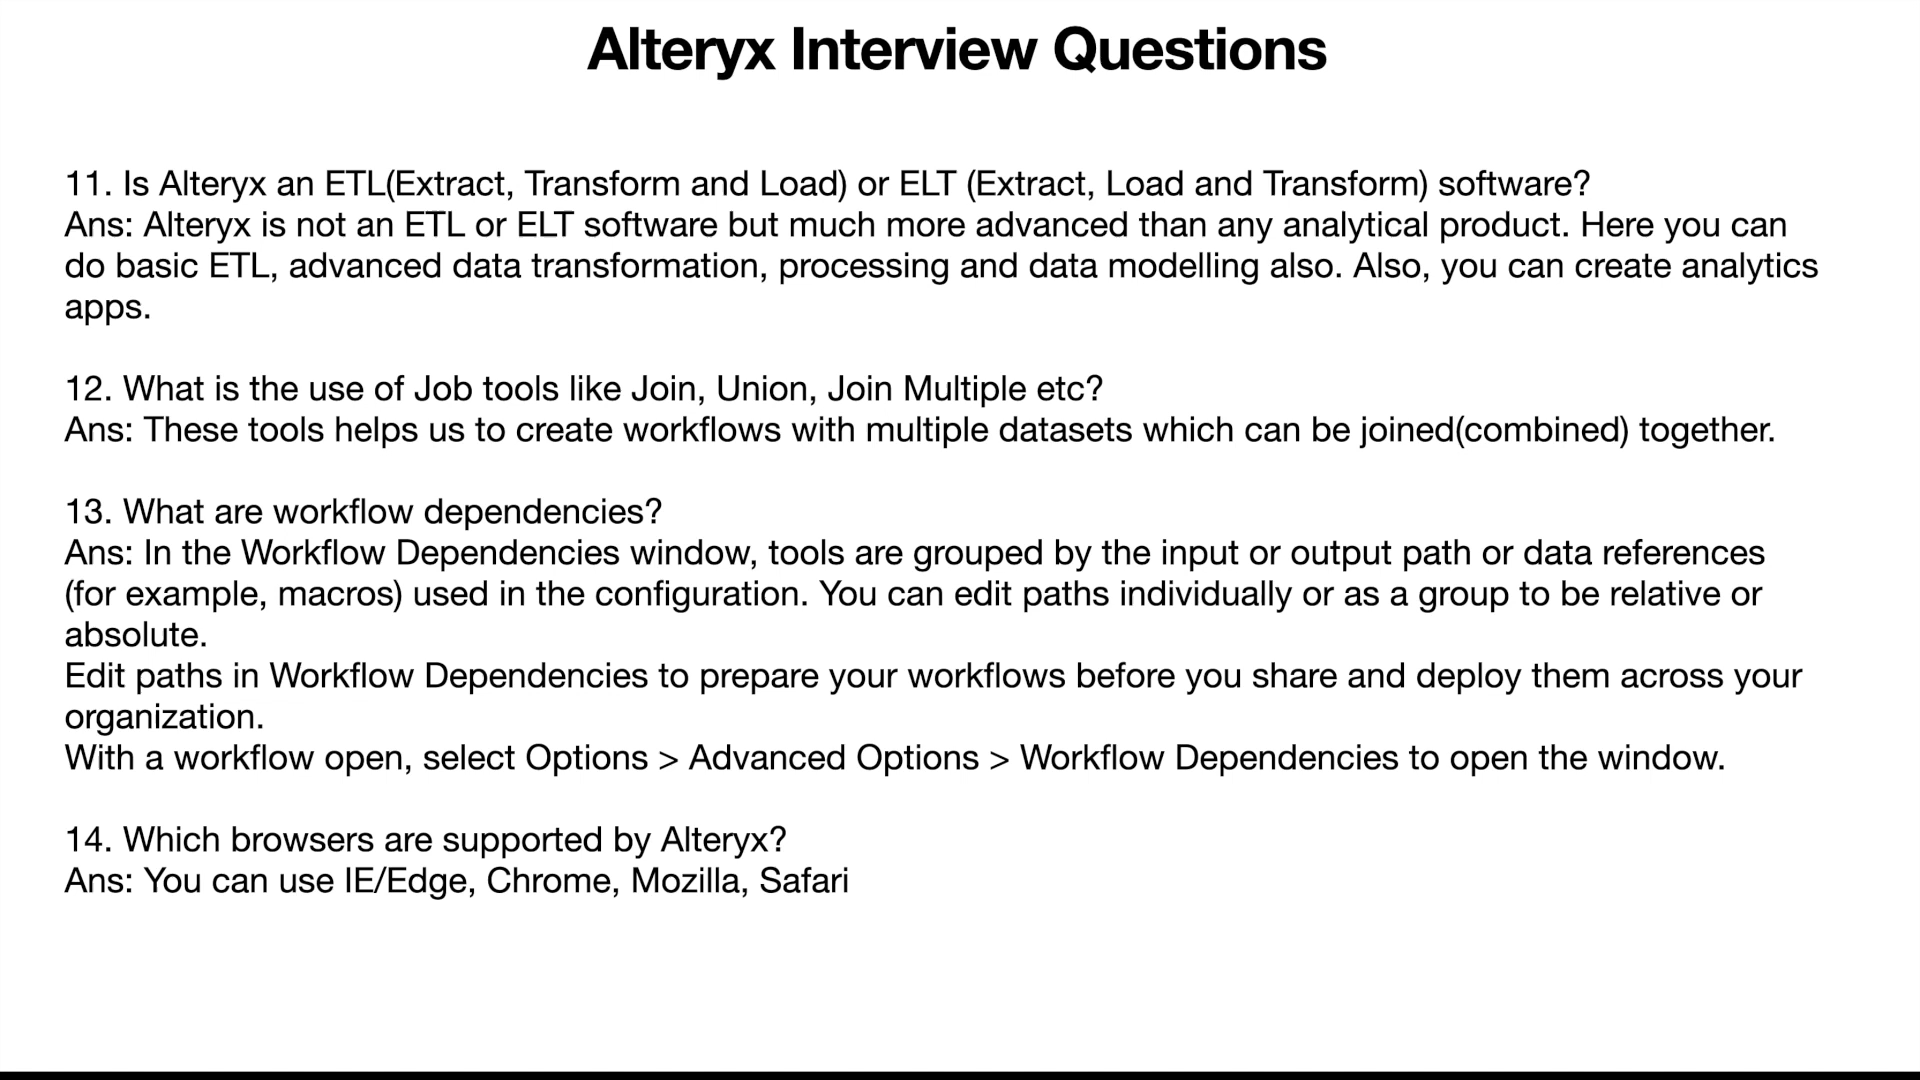 Alteryx Interview Questions
11. Is Alteryx an ETL(Extract, Transform and Load) or ELT (Extract, Load and Transform) software?
Ans: Alteryx is not an ETL or ELT software but much more advanced than any analytical product. Here you can
do basic ETL, advanced data transformation, processing and data modelling also. Also, you can create analytics
apps.
12. What is the use of Job tools like Join, Union, Join Multiple etc?
Ans: These tools helps us to create workflows with multiple datasets which can be joined(combined) together.
13. What are workflow dependencies?
Ans: In the Workflow Dependencies window, tools are grouped by the input or output path or data references
(for example, macros) used in the configuration. You can edit paths individually or as a group to be relative or
absolute.
Edit paths in Workflow Dependencies to prepare your workflows before you share and deploy them across your
organization.
With a workflow open, select Options > Advanced Options > Workflow Dependencies to open the window.
14. Which browsers are supported by Alteryx?
Ans: You can use IE/Edge, Chrome, Mozilla, Safari